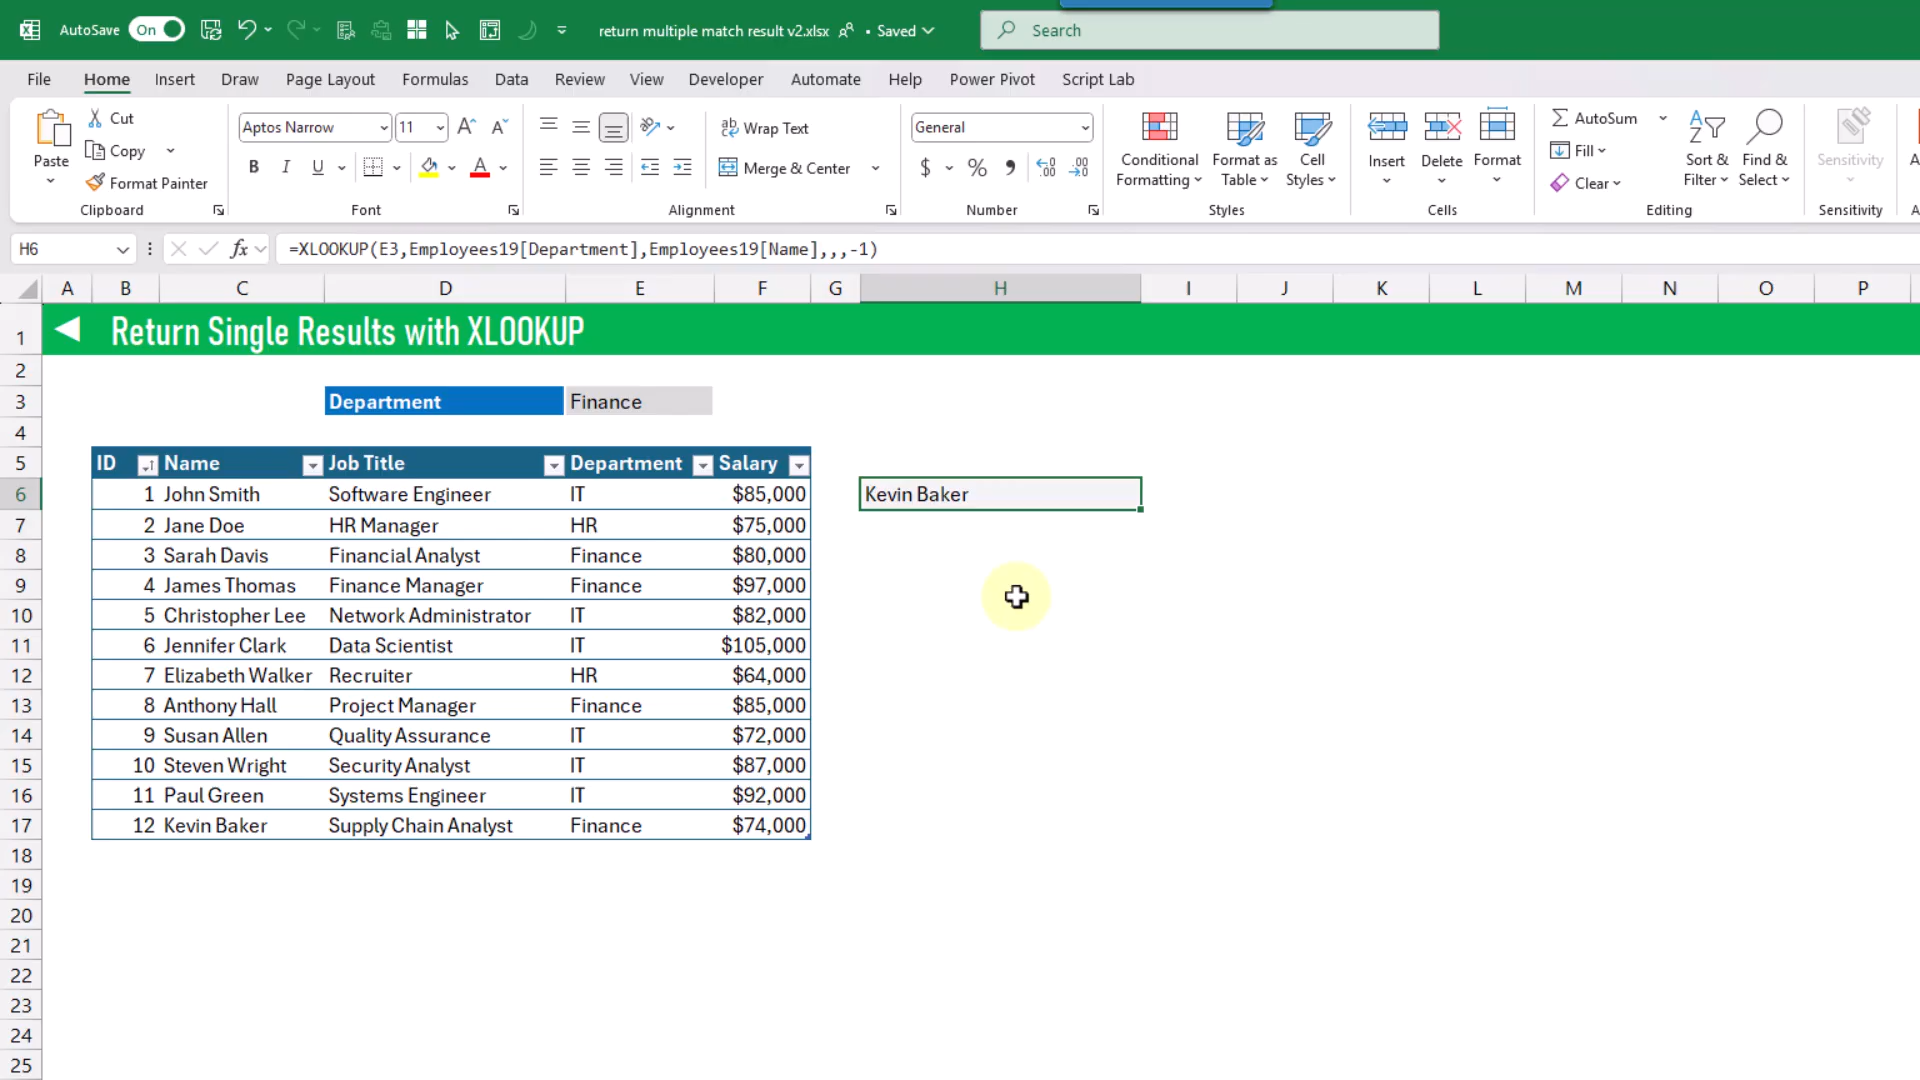 AutoSave On return multiple match result v2.xlsx • Saved Search
File Home Insert Draw Page Layout Formulas Data Review View Developer Automate Help Power Pivot Script Lab
Paste Cut Copy Format Painter
Clipboard
Aptos Narrow 11
B I U
Font
Wrap Text
Merge & Center
Alignment
General
$ % 9
Number
Conditional Formatting
Format as Table
Cell Styles
Styles
Insert Delete Format
Cells
AutoSum
Fill
Clear
Sort & Filter
Find & Select
Editing
Sensitivity
Sensitivity
H6 fx =XLOOKUP(E3,Employees19[Department],Employees19[Name],,,-1)
A B C D E F G H I J K L M N O P
1 Return Single Results with XLOOKUP
2
3 Department Finance
4
5 ID Name Job Title Department Salary
6 1 John Smith Software Engineer IT $85,000 Kevin Baker
7 2 Jane Doe HR Manager HR $75,000
8 3 Sarah Davis Financial Analyst Finance $80,000
9 4 James Thomas Finance Manager Finance $97,000
10 5 Christopher Lee Network Administrator IT $82,000
11 6 Jennifer Clark Data Scientist IT $105,000
12 7 Elizabeth Walker Recruiter HR $64,000
13 8 Anthony Hall Project Manager Finance $85,000
14 9 Susan Allen Quality Assurance IT $72,000
15 10 Steven Wright Security Analyst IT $87,000
16 11 Paul Green Systems Engineer IT $92,000
17 12 Kevin Baker Supply Chain Analyst Finance $74,000
18
19
20
21
22
23
24
25